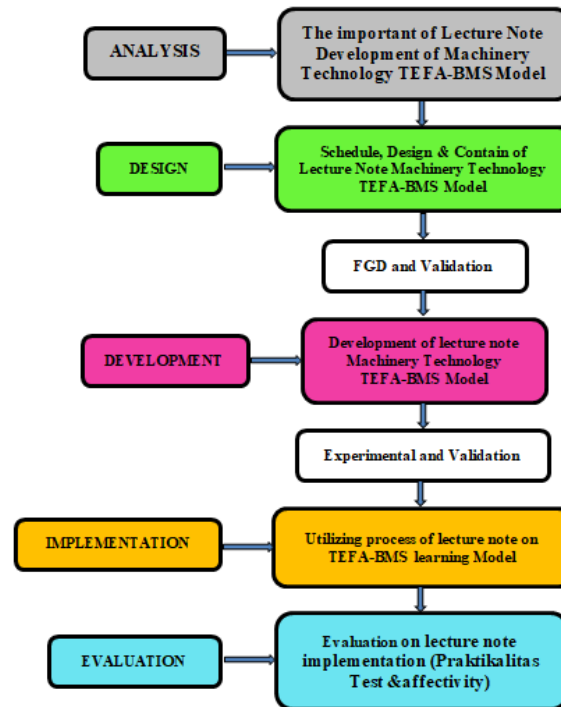 ANALYSIS
The important of Lecture Note
Development of Machinery
Technology TEFA-BMS Model
DESIGN
Schedule, Design & Contain of
Lecture Note Machinery Technology
TEFA-BMS Model
FGD and Validation
DEVELOPMENT
Development of lecture note
Machinery Technology
TEFA-BMS Model
Experimental and Validation
IMPLEMENTATION
Utilizing process of lecture note on
TEFA-BMS learning Model
EVALUATION
Evaluation on lecture note
implementation (Praktikalitas
Test &affectivity)